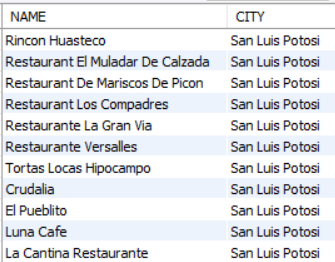 NAME CITY
Rincon Huasteco San Luis Potosi
Restaurant El Muladar De Calzada San Luis Potosi
Restaurant De Mariscos De Picon San Luis Potosi
Restaurant Los Compadres San Luis Potosi
Restaurante La Gran Via San Luis Potosi
Restaurante Versalles San Luis Potosi
Tortas Locas Hipocampo San Luis Potosi
Crudalia San Luis Potosi
El Pueblito San Luis Potosi
Luna Cafe San Luis Potosi
La Cantina Restaurante San Luis Potosi